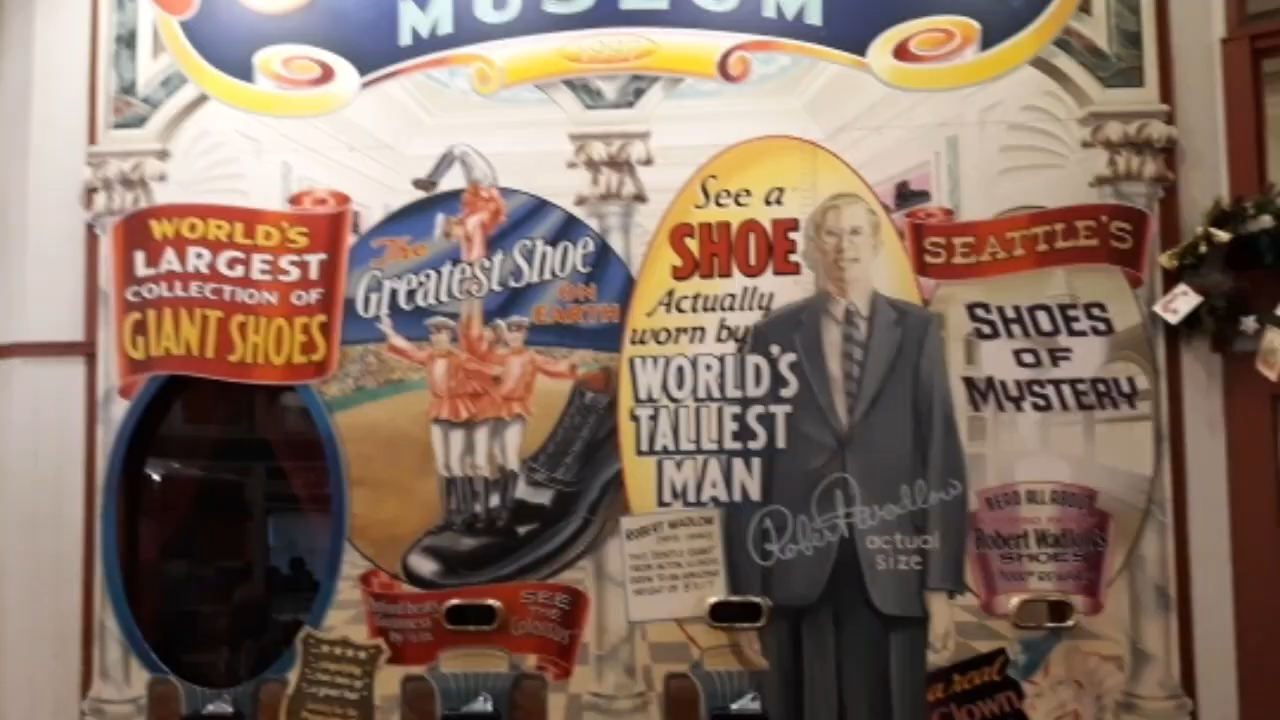 MUSEUM
WORLD'S
LARGEST
COLLECTION OF
GIANT SHOES
The
Greatest Shoe
ON
EARTH
SEE
THE
Colossus
See a
SHOE
Actually
worn by
WORLD'S
TALLEST
MAN
ROBERT WADLOW
Robert Wadlow
actual
size
SEATTLE'S
SHOES
OF
MYSTERY
READ ALL ABOUT
Robert Wadlow's
SHOES
a real
Clown